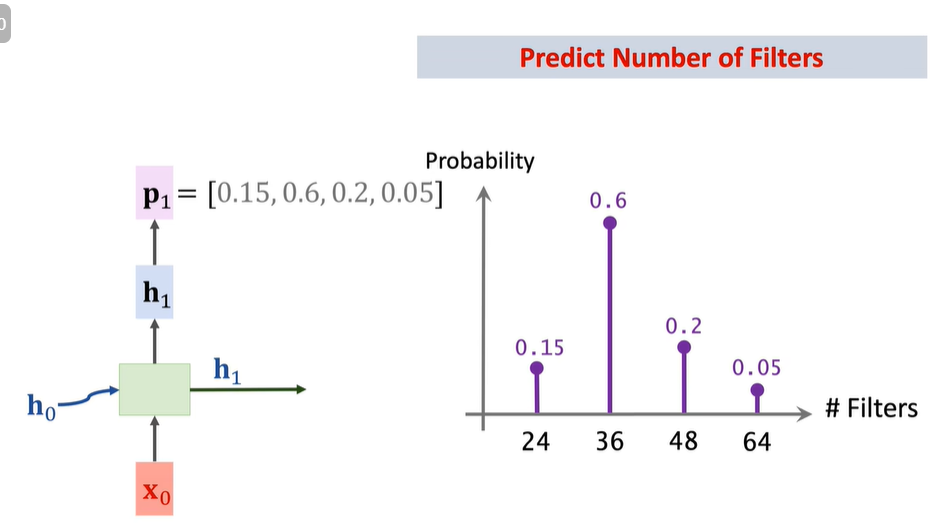 0
Predict Number of Filters
Probability
p₁ = [0.15, 0.6, 0.2, 0.05]
0.6
h₁
0.2
0.15
0.05
h₁
h₀
# Filters
24 36 48 64
x₀